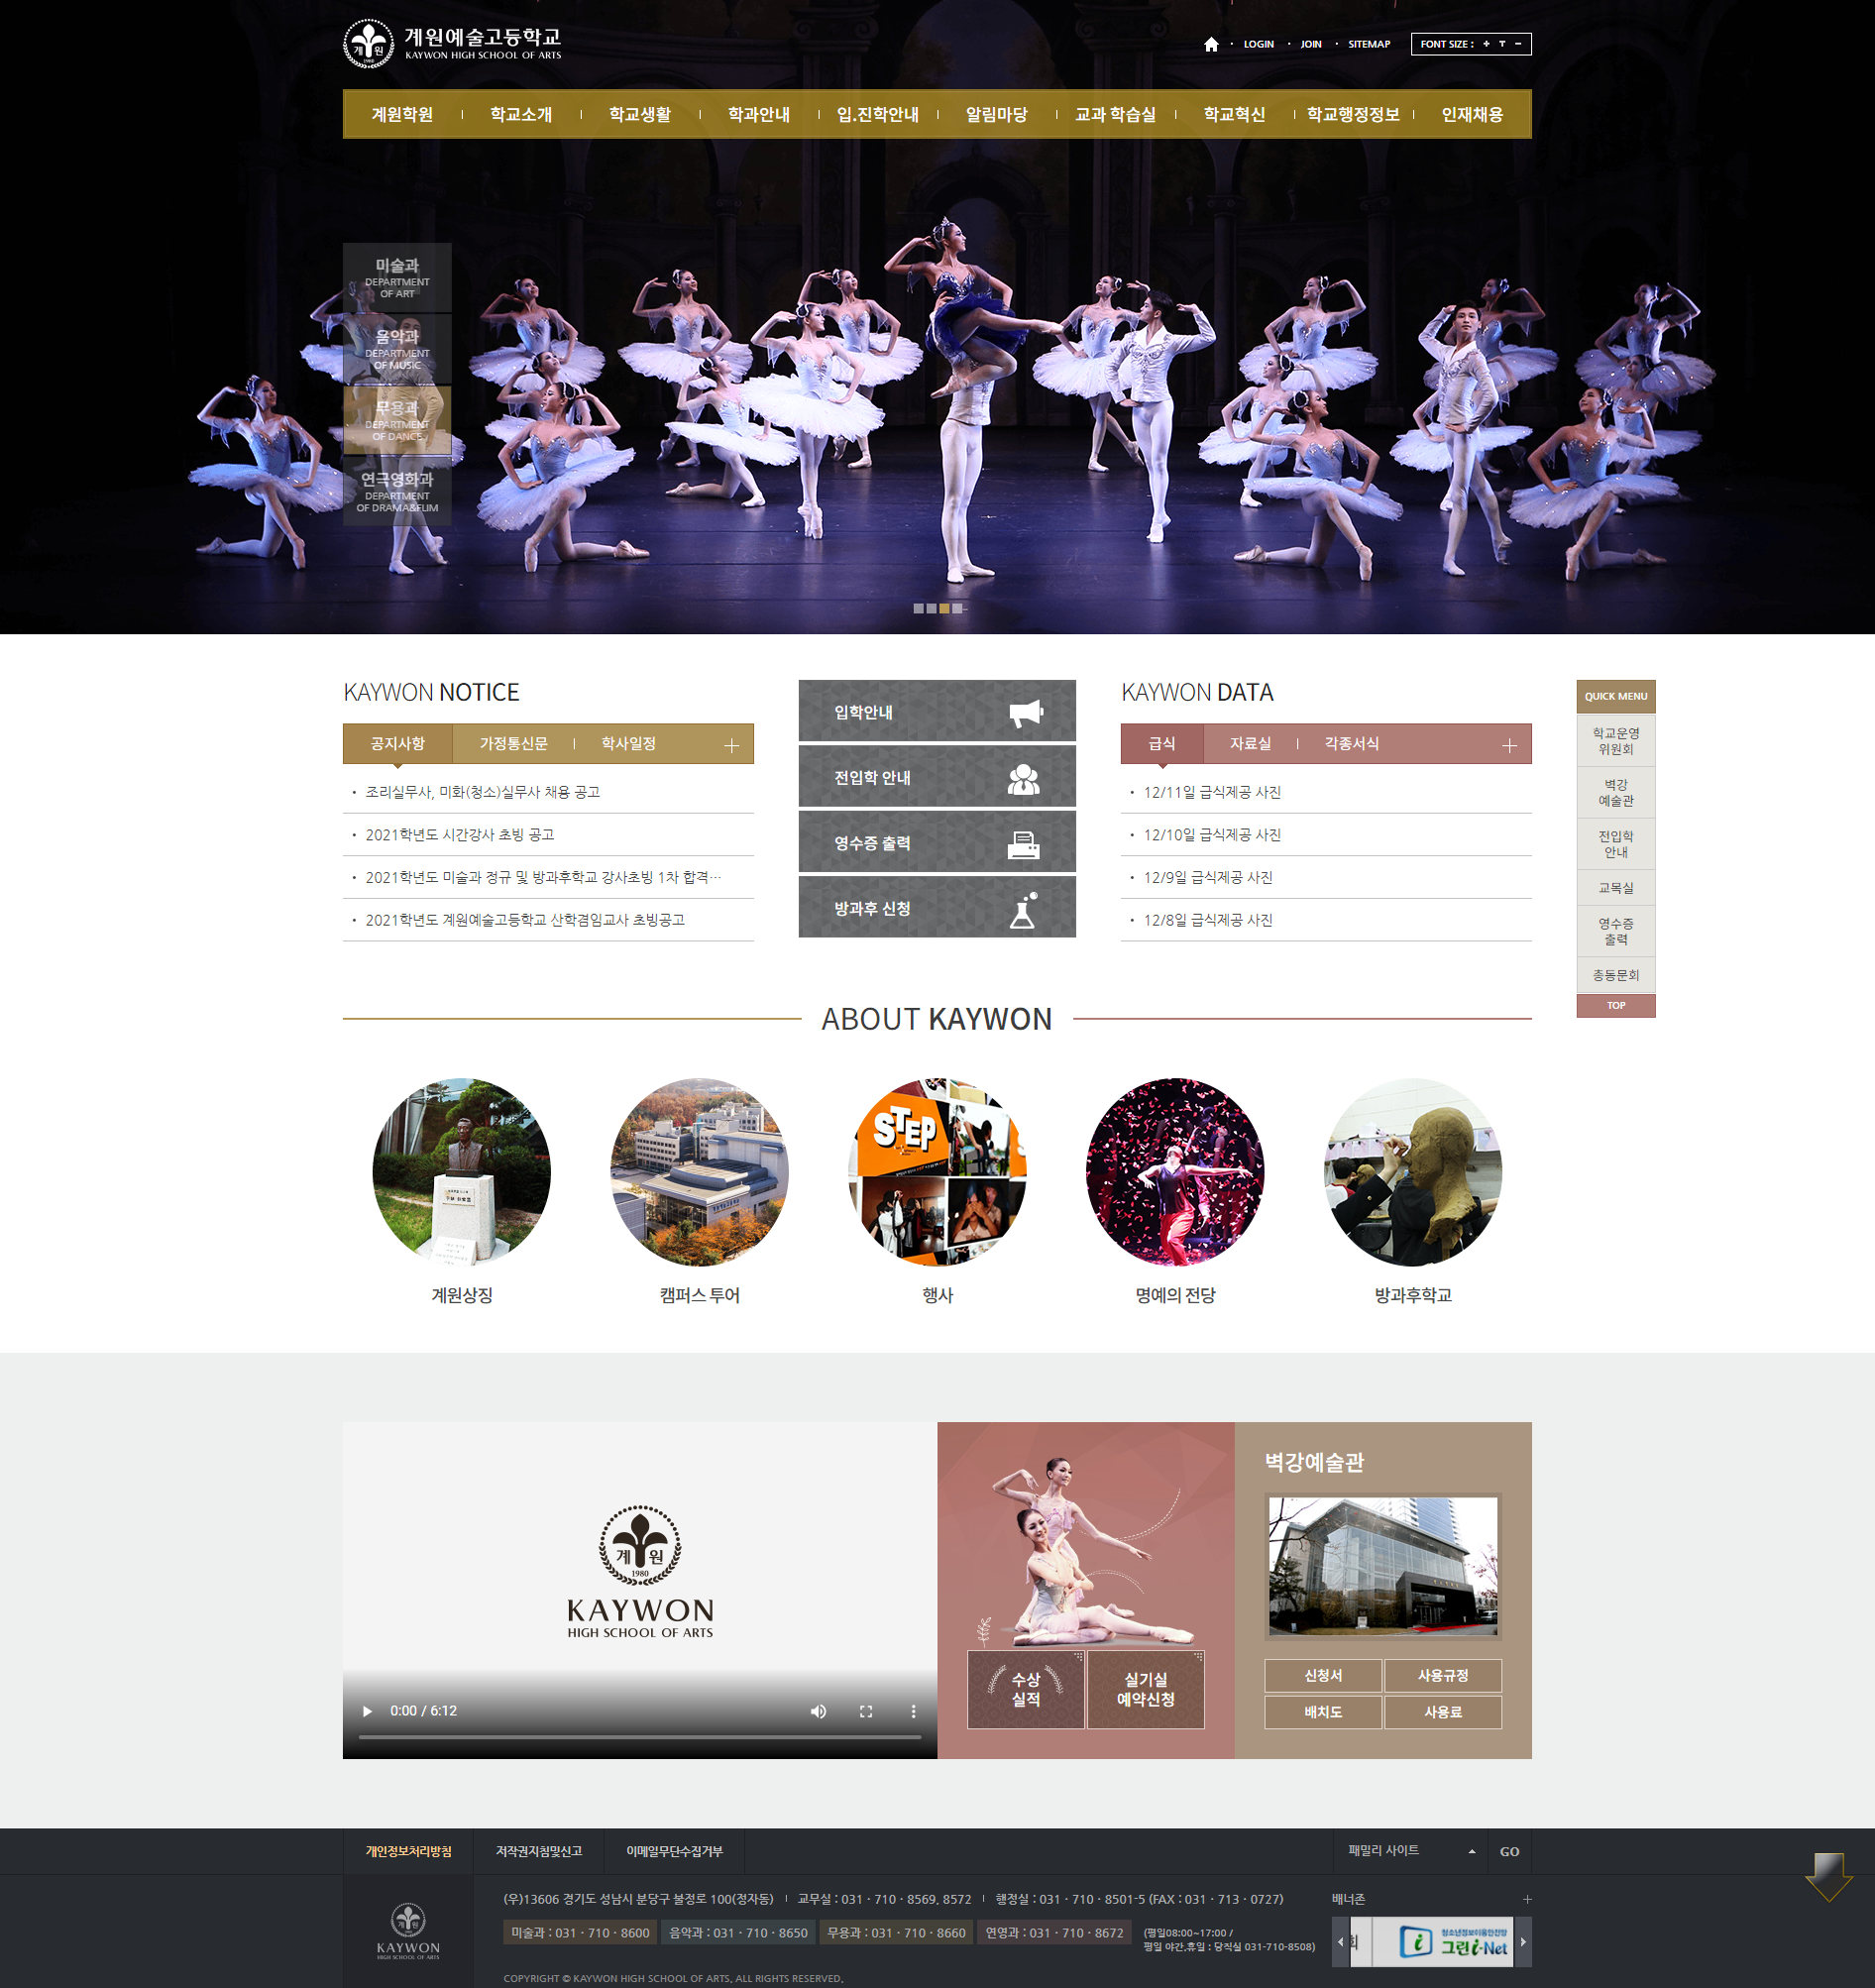 계원예술고등학교
KAYWON HIGH SCHOOL OF ARTS
계 원
1980
LOGIN JOIN SITEMAP FONT SIZE : + T -
계원학원 학교소개 학교생활 학과안내 입.진학안내 알림마당 교과 학습실 학교혁신 학교행정정보 인재채용
미술과
DEPARTMENT
OF ART
음악과
DEPARTMENT
OF MUSIC
무용과
DEPARTMENT
OF DANCE
연극영화과
DEPARTMENT
OF DRAMA&FLIM
KAYWON NOTICE
공지사항 가정통신문 학사일정
· 조리실무사, 미화(청소)실무사 채용 공고
· 2021학년도 시간강사 초빙 공고
· 2021학년도 미술과 정규 및 방과후학교 강사초빙 1차 합격…
· 2021학년도 계원예술고등학교 산학겸임교사 초빙공고
입학안내
전입학 안내
영수증 출력
방과후 신청
KAYWON DATA
급식 자료실 각종서식
· 12/11일 급식제공 사진
· 12/10일 급식제공 사진
· 12/9일 급식제공 사진
· 12/8일 급식제공 사진
QUICK MENU
학교운영
위원회
벽강
예술관
전입학
안내
교목실
영수증
출력
총동문회
TOP
ABOUT KAYWON
STEP
계원상징 캠퍼스 투어 행사 명예의 전당 방과후학교
계 원
1980
KAYWON
HIGH SCHOOL OF ARTS
0:00 / 6:12
수상
실적
실기실
예약신청
벽강예술관
신청서 사용규정
배치도 사용료
개인정보처리방침 저작권지침및신고 이메일무단수집거부
패밀리 사이트 GO
계 원
KAYWON
HIGH SCHOOL OF ARTS
(우)13606 경기도 성남시 분당구 불정로 100(정자동) 교무실 : 031 · 710 · 8569, 8572 행정실 : 031 · 710 · 8501-5 (FAX : 031 · 713 · 0727)
미술과 : 031 · 710 · 8600 음악과 : 031 · 710 · 8650 무용과 : 031 · 710 · 8660 연영과 : 031 · 710 · 8672
(평일08:00~17:00 /
평일 야간,휴일 : 당직실 031-710-8508)
COPYRIGHT © KAYWON HIGH SCHOOL OF ARTS, ALL RIGHTS RESERVED.
배너존
회
청소년정보이용안전망
그린i-Net